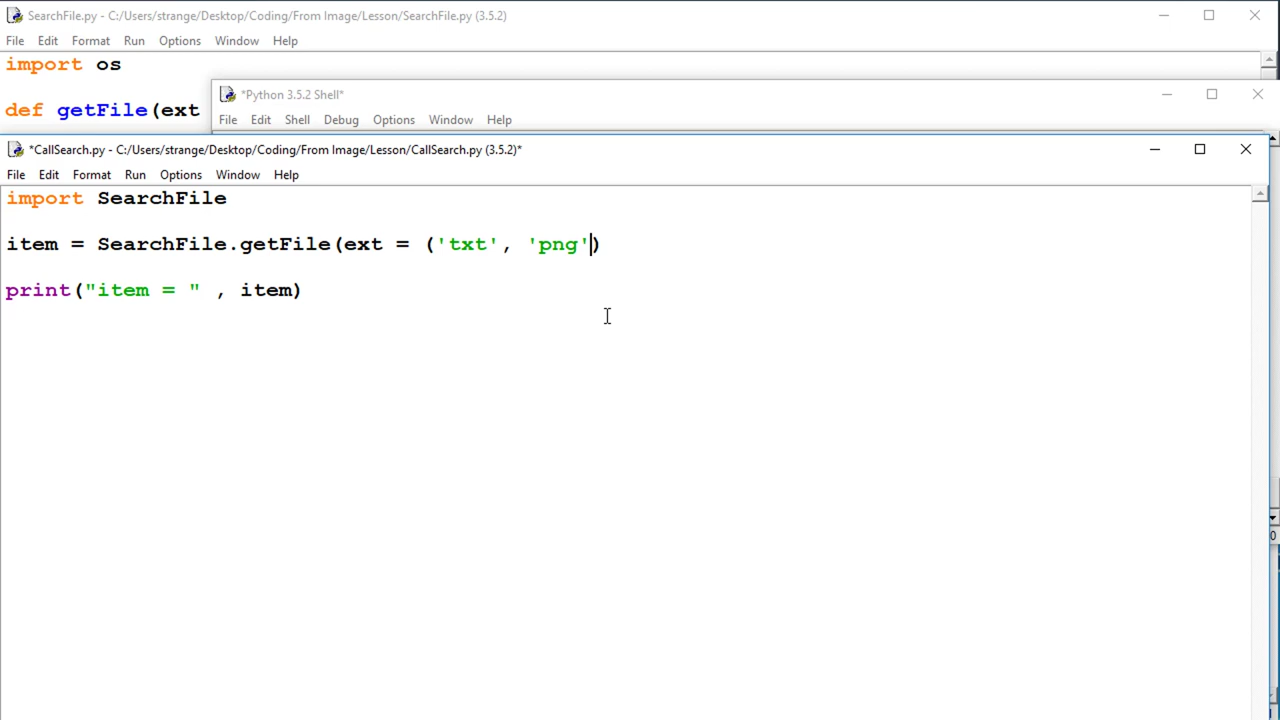 SearchFile.py - C:/Users/strange/Desktop/Coding/From Image/Lesson/SearchFile.py (3.5.2)
File Edit Format Run Options Window Help
import os
def getFile(ext
*Python 3.5.2 Shell*
File Edit Shell Debug Options Window Help
*CallSearch.py - C:/Users/strange/Desktop/Coding/From Image/Lesson/CallSearch.py (3.5.2)*
File Edit Format Run Options Window Help
import SearchFile
item = SearchFile.getFile(ext = ('txt', 'png')
print("item = " , item)
0